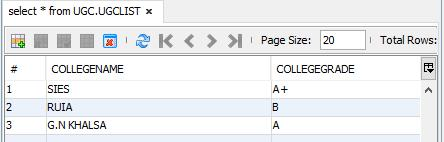 select * from UGC.UGCLIST
Page Size: 20 Total Rows:
# COLLEGENAME COLLEGEGRADE
1 SIES A+
2 RUIA B
3 G.N KHALSA A